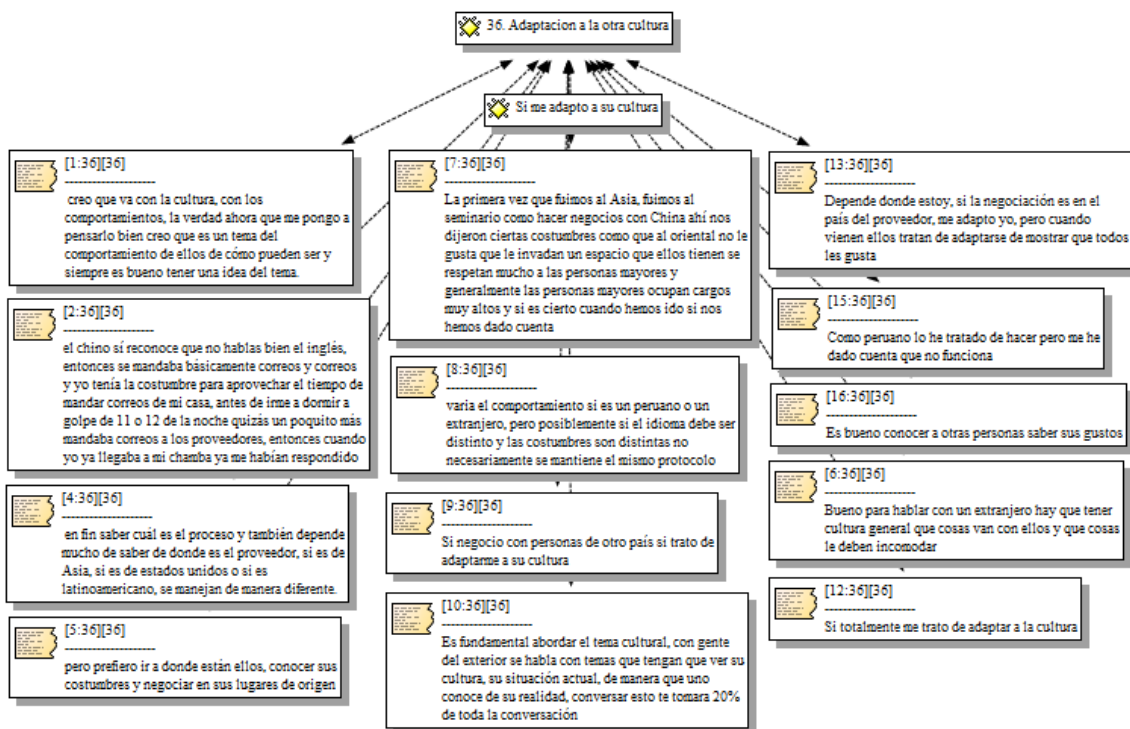 36. Adaptacion a la otra cultura
Si me adapto a su cultura
[1:36][36]
--------------------
creo que va con la cultura, con los
comportamientos, la verdad ahora que me pongo a
pensarlo bien creo que es un tema del
comportamiento de ellos de cómo pueden ser y
siempre es bueno tener una idea del tema.
[2:36][36]
--------------------
el chino sí reconoce que no hablas bien el inglés,
entonces se mandaba básicamente correos y correos
y yo tenía la costumbre para aprovechar el tiempo de
mandar correos de mi casa, antes de irme a dormir a
golpe de 11 o 12 de la noche quizás un poquito más
mandaba correos a los proveedores, entonces cuando
yo ya llegaba a mi chamba ya me habían respondido
[4:36][36]
--------------------
en fin saber cuál es el proceso y también depende
mucho de saber de donde es el proveedor, si es de
Asia, si es de estados unidos o si es
latinoamericano, se manejan de manera diferente.
[5:36][36]
--------------------
pero prefiero ir a donde están ellos, conocer sus
costumbres y negociar en sus lugares de origen
[7:36][36]
--------------------
La primera vez que fuimos al Asia, fuimos al
seminario como hacer negocios con China ahí nos
dijeron ciertas costumbres como que al oriental no le
gusta que le invadan un espacio que ellos tienen se
respetan mucho a las personas mayores y
generalmente las personas mayores ocupan cargos
muy altos y si es cierto cuando hemos ido si nos
hemos dado cuenta
[8:36][36]
--------------------
varia el comportamiento si es un peruano o un
extranjero, pero posiblemente si el idioma debe ser
distinto y las costumbres son distintas no
necesariamente se mantiene el mismo protocolo
[9:36][36]
--------------------
Si negocio con personas de otro país si trato de
adaptarme a su cultura
[10:36][36]
--------------------
Es fundamental abordar el tema cultural, con gente
del exterior se habla con temas que tengan que ver su
cultura, su situación actual, de manera que uno
conoce de su realidad, conversar esto te tomara 20%
de toda la conversación
[13:36][36]
--------------------
Depende donde estoy, si la negociación es en el
país del proveedor, me adapto yo, pero cuando
vienen ellos tratan de adaptarse de mostrar que todos
les gusta
[15:36][36]
--------------------
Como peruano lo he tratado de hacer pero me he
dado cuenta que no funciona
[16:36][36]
--------------------
Es bueno conocer a otras personas saber sus gustos
[6:36][36]
--------------------
Bueno para hablar con un extranjero hay que tener
cultura general que cosas van con ellos y que cosas
le deben incomodar
[12:36][36]
--------------------
Si totalmente me trato de adaptar a la cultura